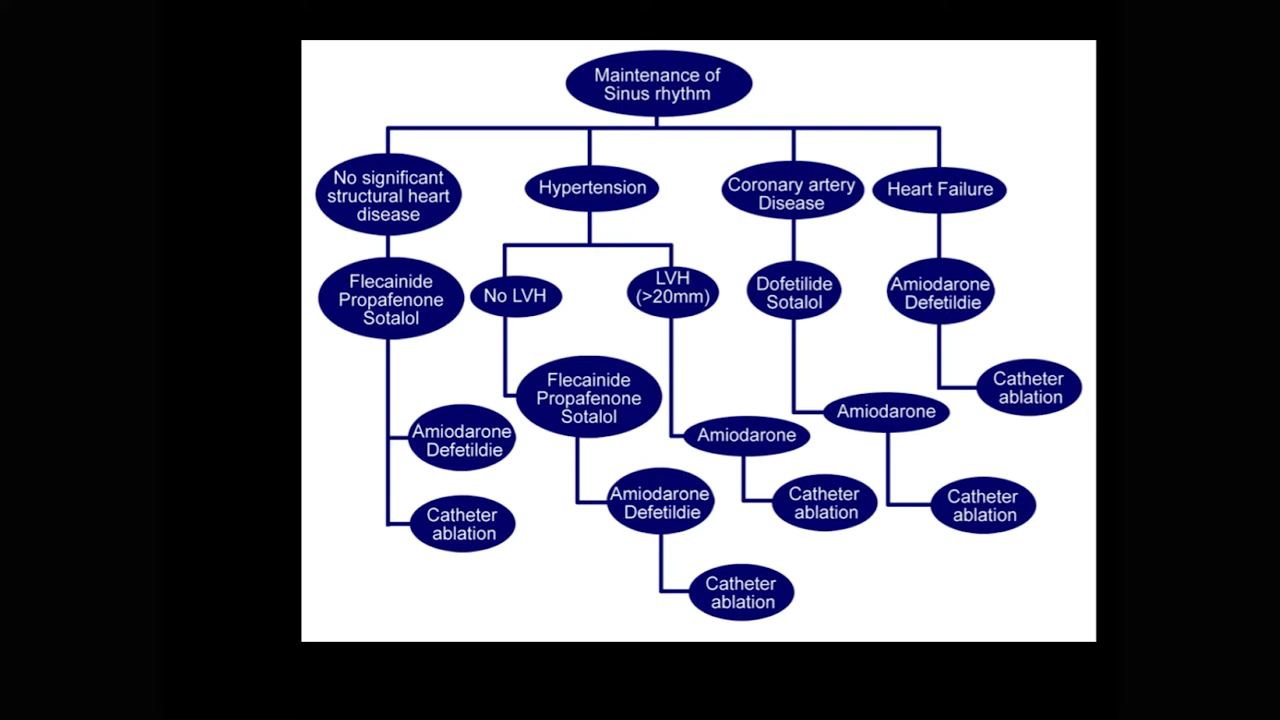 Maintenance of
Sinus rhythm
No significant
structural heart
disease
Hypertension
Coronary artery
Disease
Heart Failure
Flecainide
Propafenone
Sotalol
No LVH
LVH
(>20mm)
Dofetilide
Sotalol
Amiodarone
Defetildie
Flecainide
Propafenone
Sotalol
Catheter
ablation
Amiodarone
Defetildie
Amiodarone
Amiodarone
Catheter
ablation
Amiodarone
Defetildie
Catheter
ablation
Catheter
ablation
Catheter
ablation